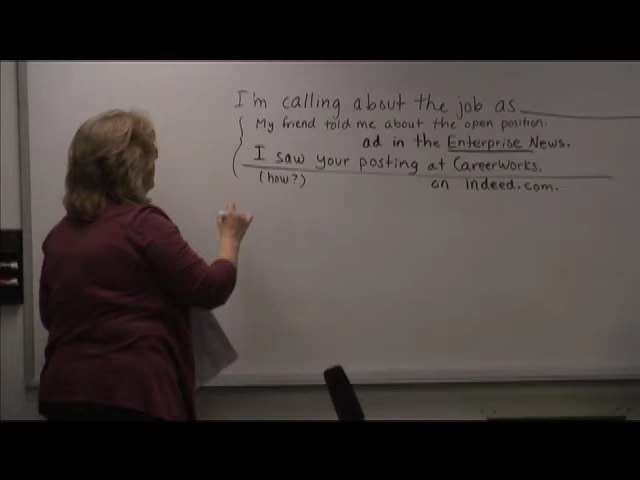 I'm calling about the job as
My friend told me about the open position.
ad in the Enterprise News.
I saw your posting at CareerWorks.
(how?) on indeed.com.